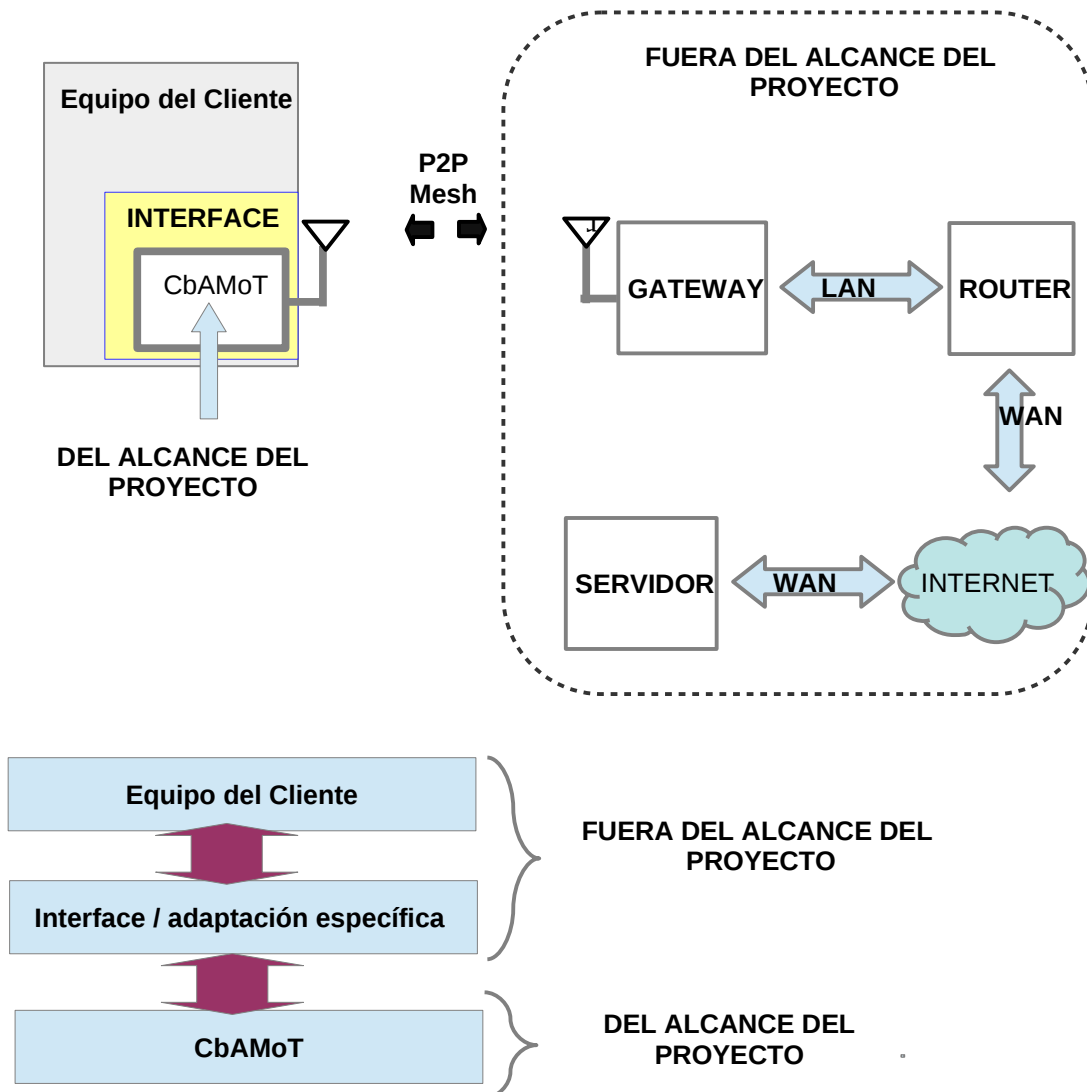 FUERA DEL ALCANCE DEL
PROYECTO
Equipo del Cliente
P2P
Mesh
INTERFACE
CbAMoT
GATEWAY
LAN
ROUTER
WAN
DEL ALCANCE DEL
PROYECTO
SERVIDOR
WAN
INTERNET
Equipo del Cliente
FUERA DEL ALCANCE DEL
PROYECTO
Interface / adaptación específica
CbAMoT
DEL ALCANCE DEL
PROYECTO